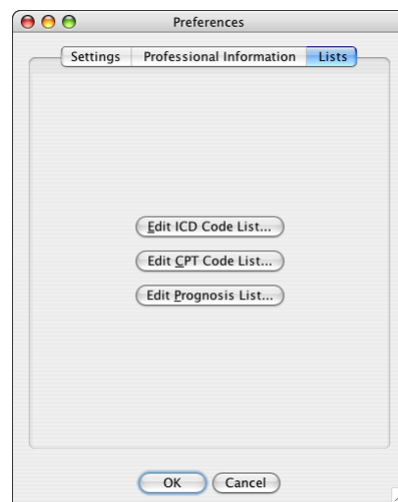 Preferences
Settings Professional Information Lists
Edit ICD Code List...
Edit CPT Code List...
Edit Prognosis List...
OK Cancel